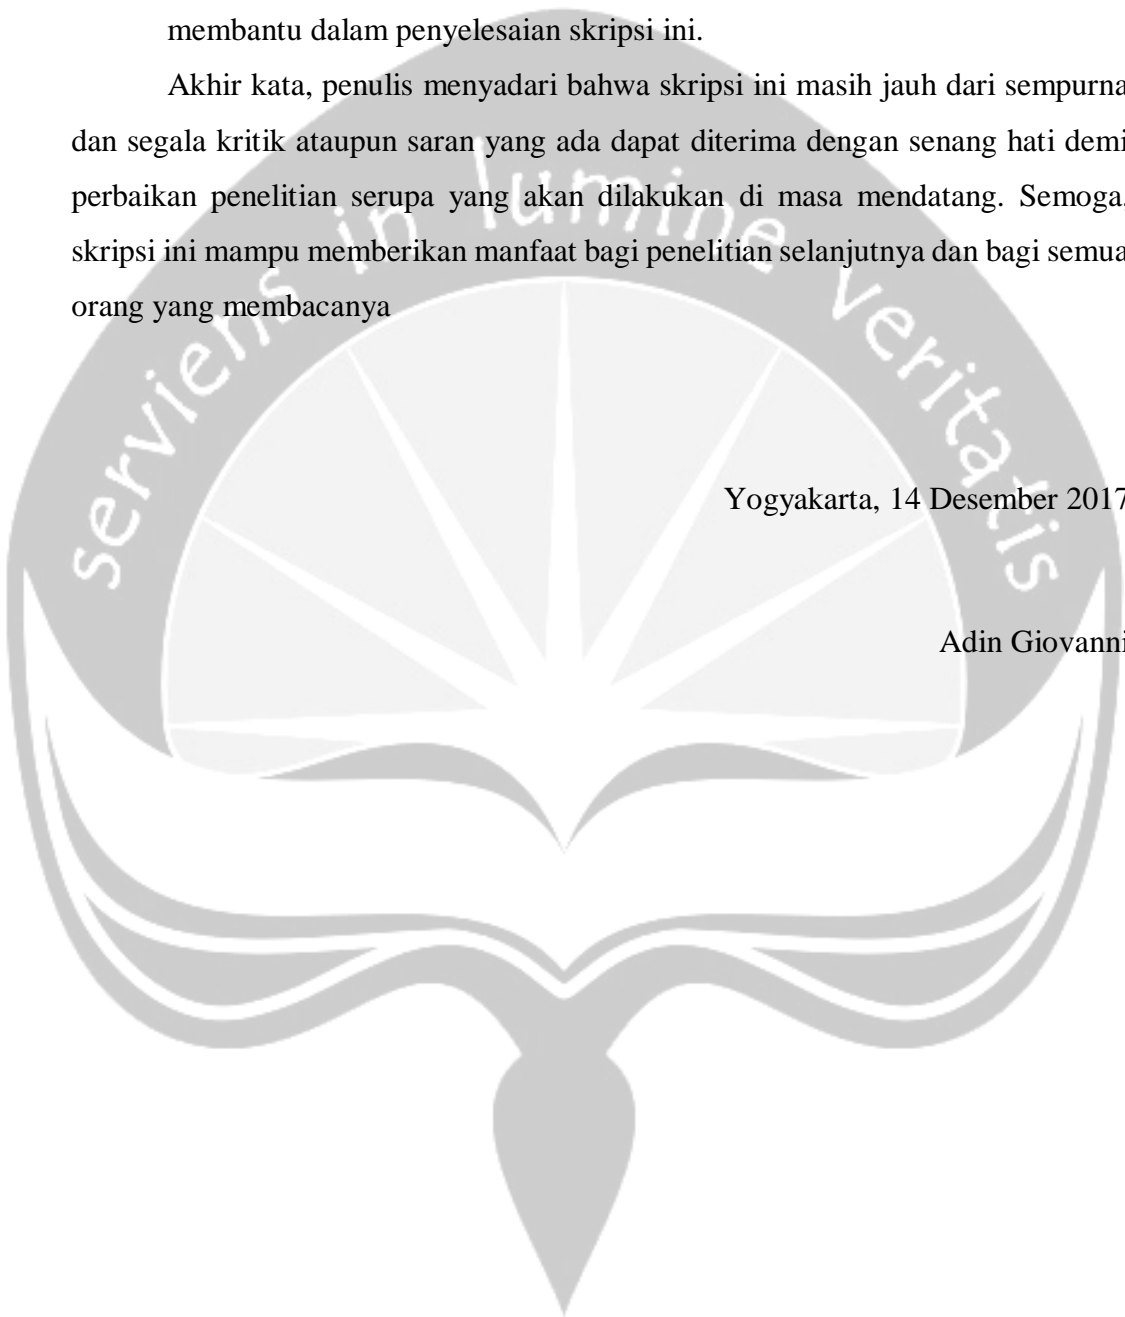 membantu dalam penyelesaian skripsi ini.
Akhir kata, penulis menyadari bahwa skripsi ini masih jauh dari sempurna
dan segala kritik ataupun saran yang ada dapat diterima dengan senang hati demi
perbaikan penelitian serupa yang akan dilakukan di masa mendatang. Semoga,
skripsi ini mampu memberikan manfaat bagi penelitian selanjutnya dan bagi semua
orang yang membacanya
serviens in lumine veritatis
Yogyakarta, 14 Desember 2017
Adin Giovanni